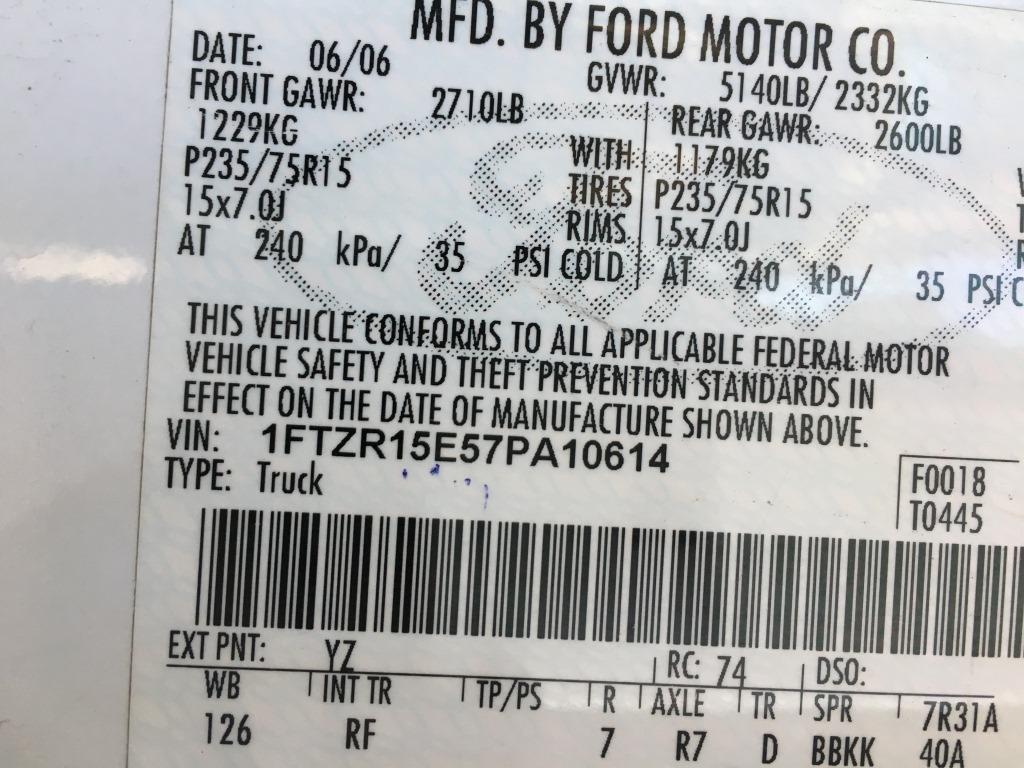 MFD. BY FORD MOTOR CO.
DATE: 06/06 GVWR: 5140LB/ 2332KG
FRONT GAWR: 2710LB REAR GAWR: 2600LB
1229KG WITH 1179KG
P235/75R15 TIRES P235/75R15
15x7.0J RIMS 15x7.0J
AT 240 kPa/ 35 PSI COLD AT 240 kPa/ 35 PSI C
THIS VEHICLE CONFORMS TO ALL APPLICABLE FEDERAL MOTOR
VEHICLE SAFETY AND THEFT PREVENTION STANDARDS IN
EFFECT ON THE DATE OF MANUFACTURE SHOWN ABOVE.
VIN: 1FTZR15E57PA10614
TYPE: Truck
F0018
T0445
EXT PNT: YZ RC: 74 DSO:
WB INT TR TP/PS R AXLE TR SPR 7R31A
126 RF 7 R7 D BBKK 40A